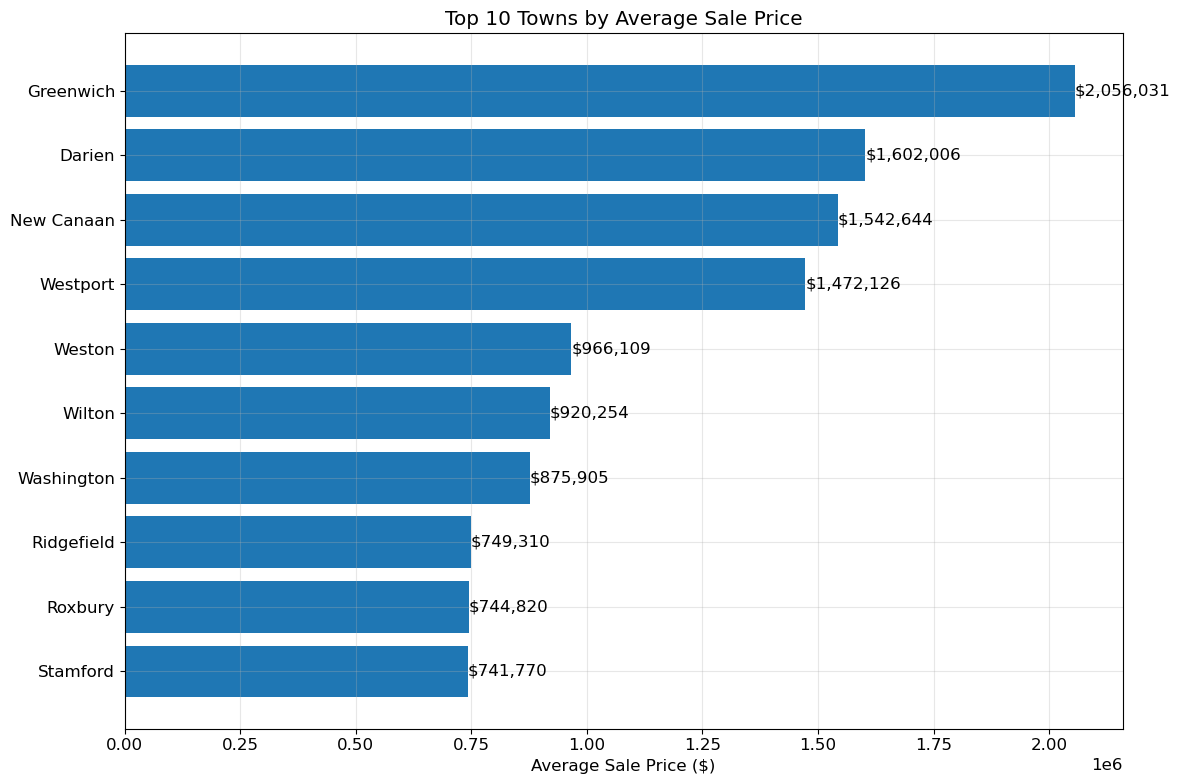 Top 10 Towns by Average Sale Price
Greenwich $2,056,031
Darien $1,602,006
New Canaan $1,542,644
Westport $1,472,126
Weston $966,109
Wilton $920,254
Washington $875,905
Ridgefield $749,310
Roxbury $744,820
Stamford $741,770
0.00 0.25 0.50 0.75 1.00 1.25 1.50 1.75 2.00
1e6
Average Sale Price ($)